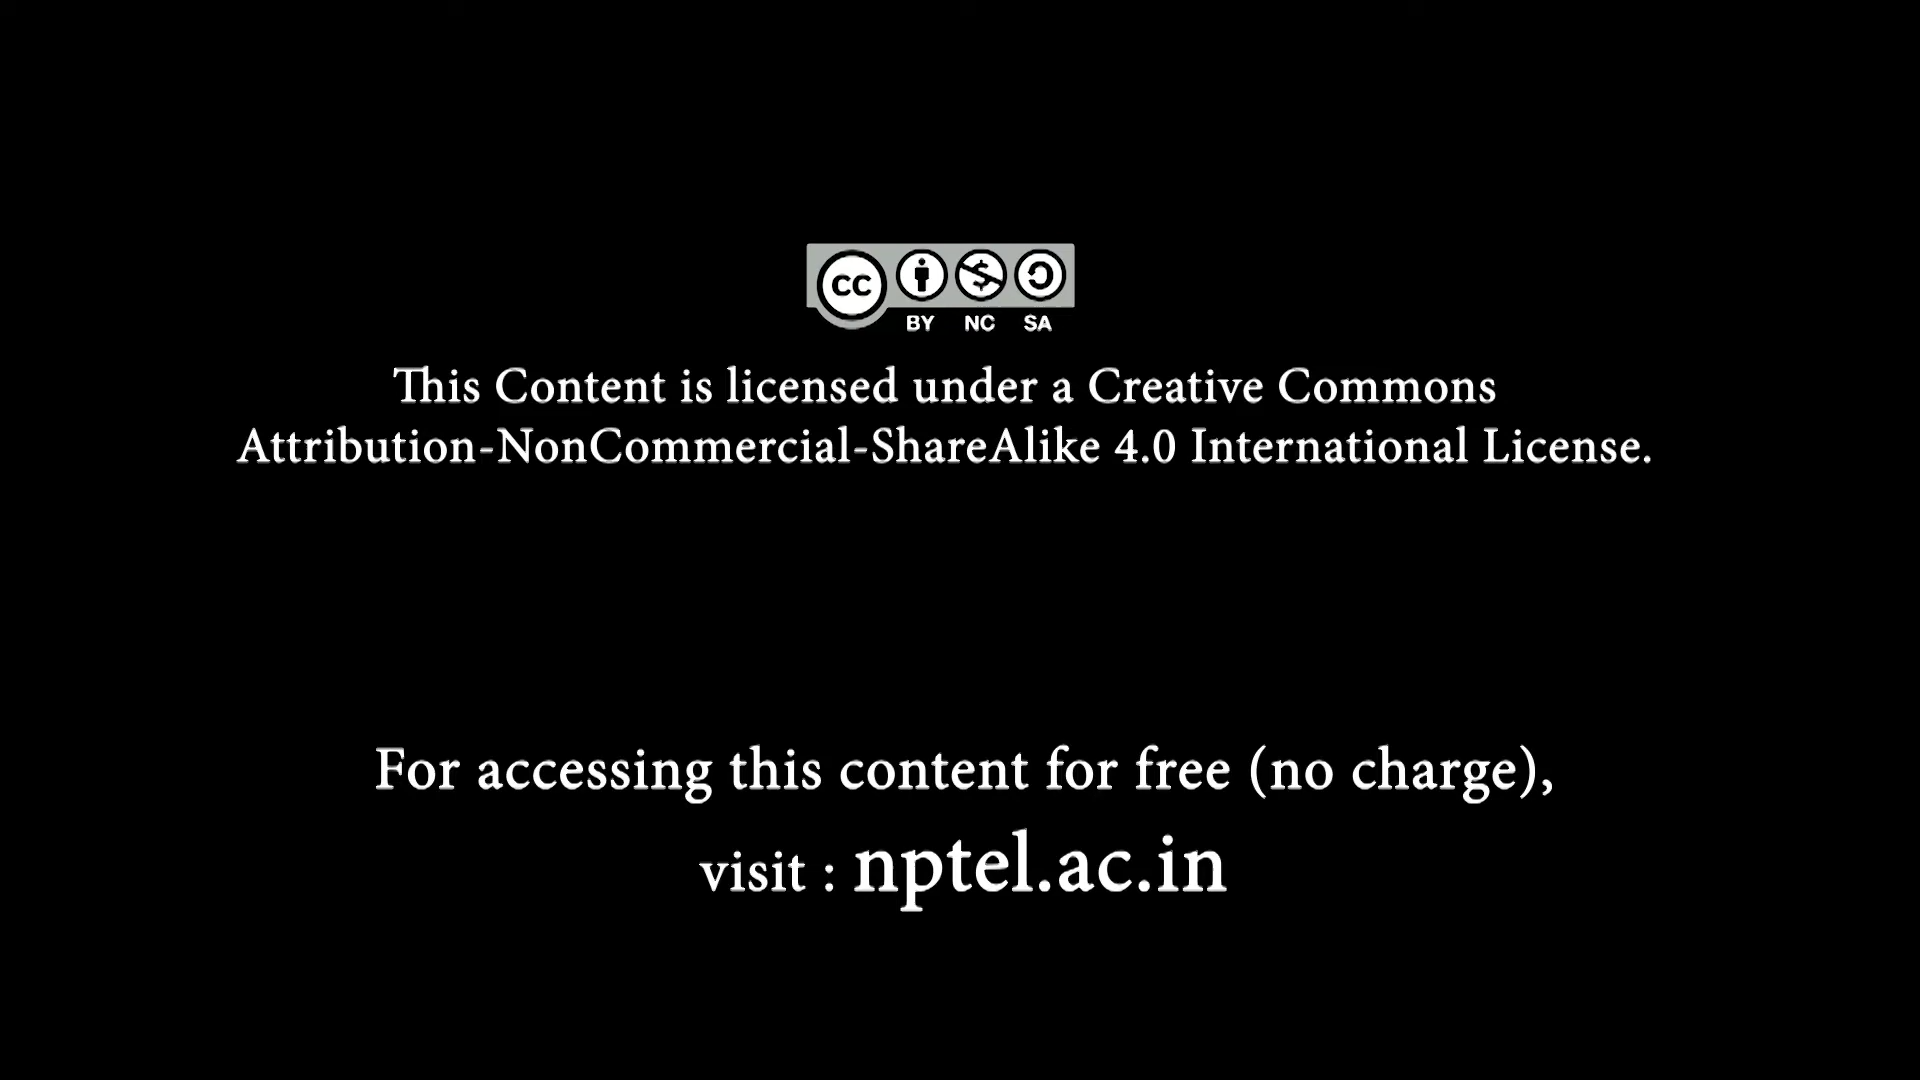 cc
BY NC SA
This Content is licensed under a Creative Commons
Attribution-NonCommercial-ShareAlike 4.0 International License.
For accessing this content for free (no charge),
visit : nptel.ac.in